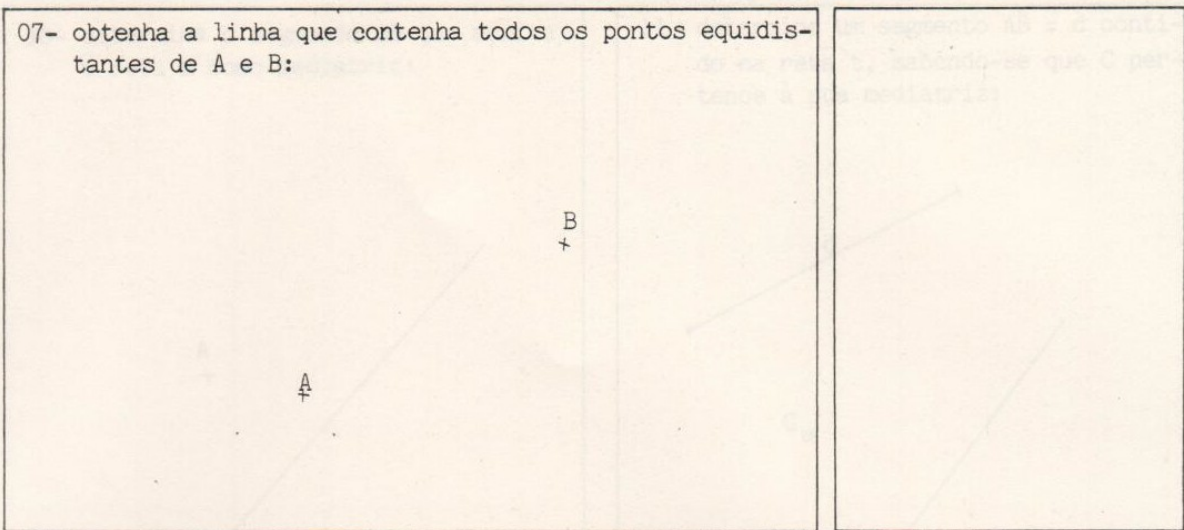 07- obtenha a linha que contenha todos os pontos equidis-
tantes de A e B:
B
A